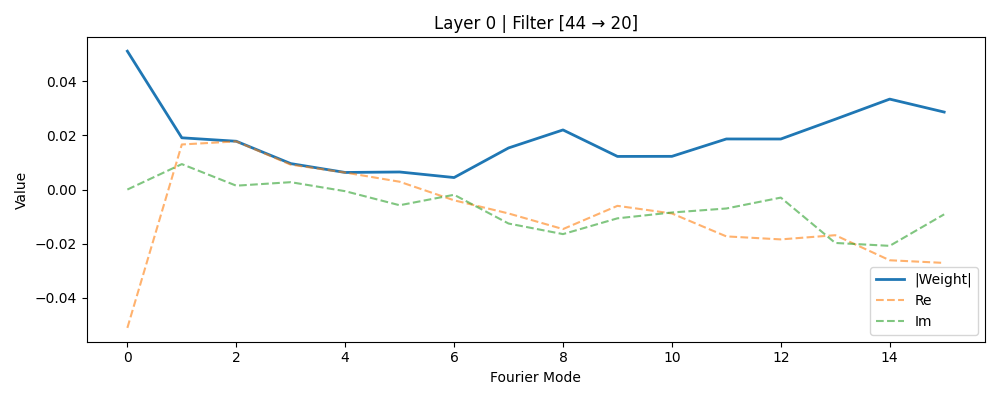 Layer 0 | Filter [44 → 20]
Value
0.04
0.02
0.00
−0.02
−0.04
|Weight|
Re
Im
0 2 4 6 8 10 12 14
Fourier Mode